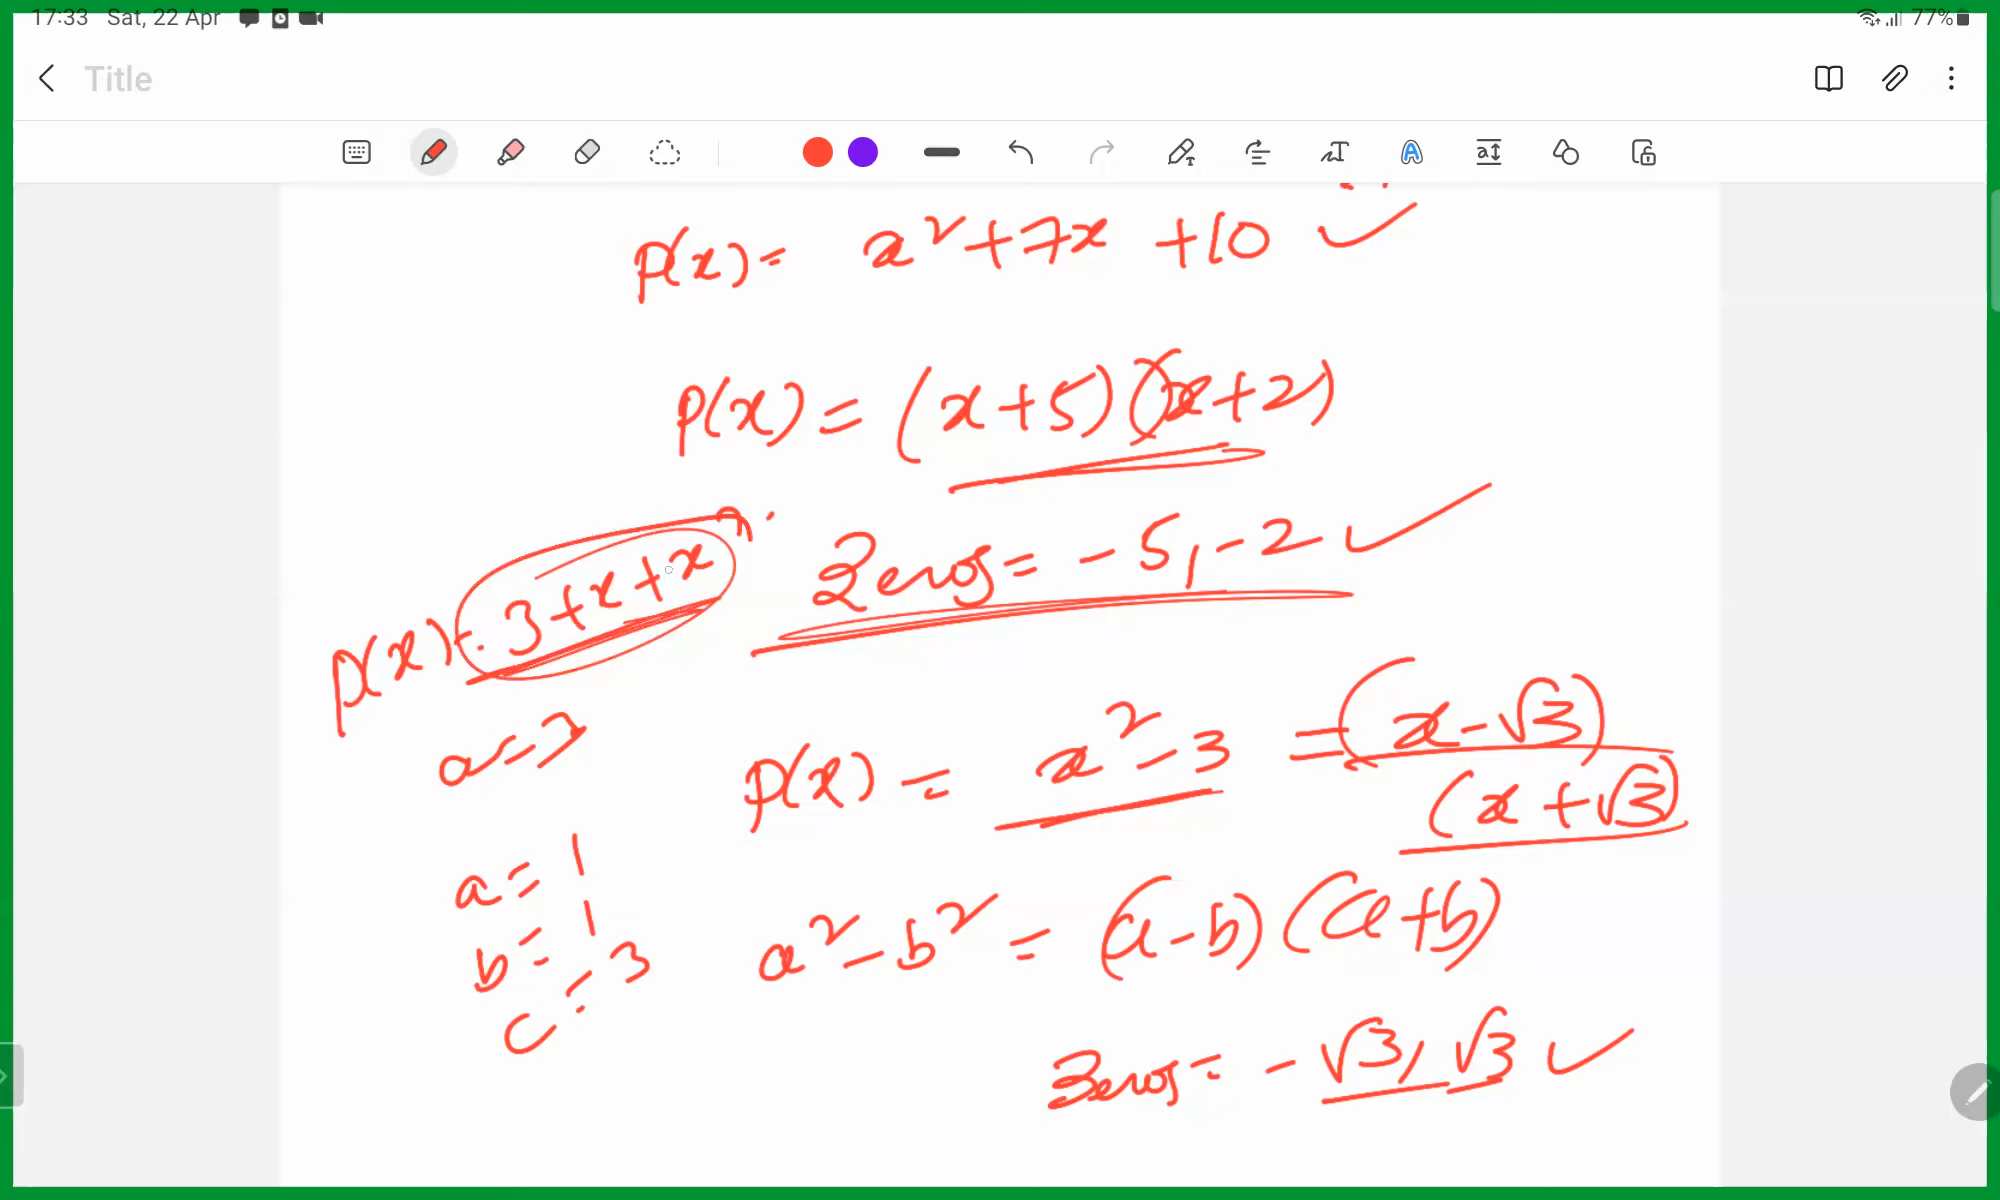 17:33 Sat, 22 Apr 77%
Title
p(x) = x² + 7x + 10
p(x) = (x+5)(x+2)
zeros = -5, -2
p(x) = 3 + x + x²
a = 3
p(x) = x² - 3 = (x - √3)
(x + √3)
a = 1
b = 1
c = 3
a² - b² = (a - b)(a + b)
zeros = -√3, √3